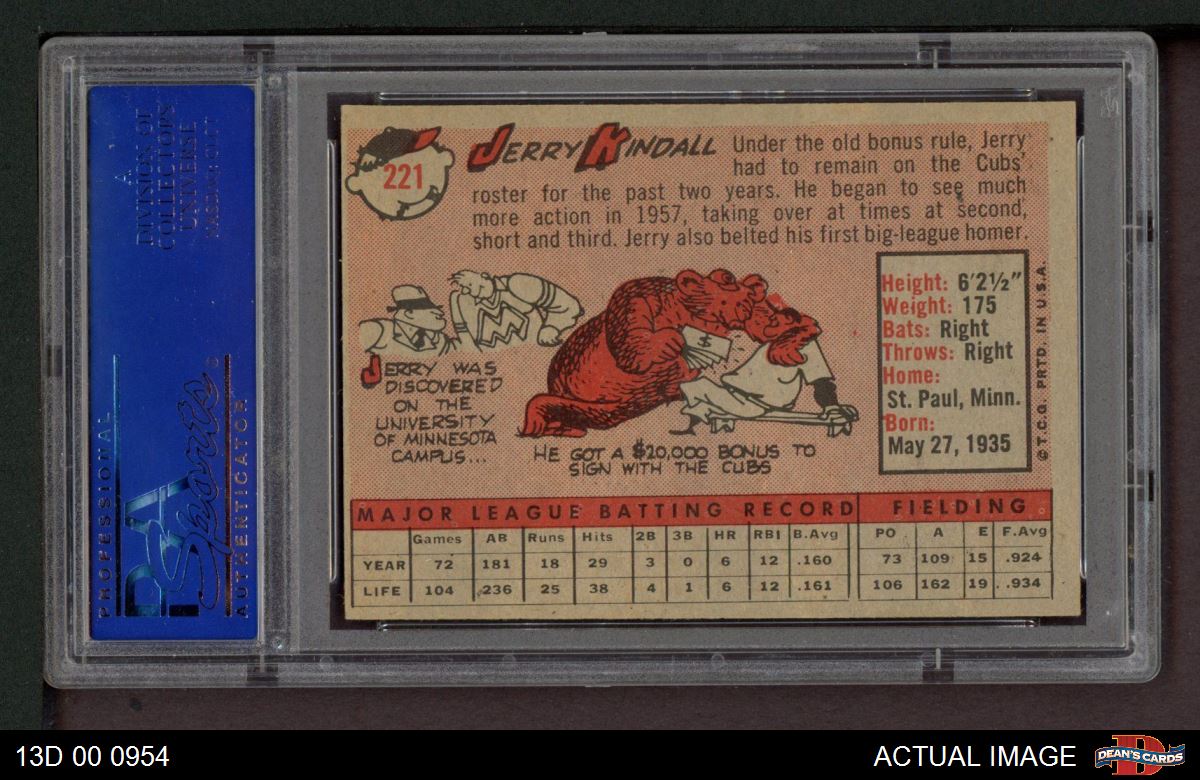 A
DIVISION OF
COLLECTORS
UNIVERSE
NASDAQ: CLCT
PROFESSIONAL
PSA
Sports
AUTHENTICATOR
221
JERRY KINDALL
Under the old bonus rule, Jerry
had to remain on the Cubs'
roster for the past two years. He began to see much
more action in 1957, taking over at times at second,
short and third. Jerry also belted his first big-league homer.
JERRY WAS
DISCOVERED
ON THE
UNIVERSITY
OF MINNESOTA
CAMPUS...
$
HE GOT A $20,000 BONUS TO
SIGN WITH THE CUBS
Height: 6'2½"
Weight: 175
Bats: Right
Throws: Right
Home:
St. Paul, Minn.
Born:
May 27, 1935
© T.C.G. PRTD. IN U.S.A.
MAJOR LEAGUE BATTING RECORD FIELDING
Games AB Runs Hits 2B 3B HR RBI B.Avg PO A E F.Avg
YEAR 72 181 18 29 3 0 6 12 .160 73 109 15 .924
LIFE 104 236 25 38 4 1 6 12 .161 106 162 19 .934
13D 00 0954
ACTUAL IMAGE
D
DEAN'S CARDS